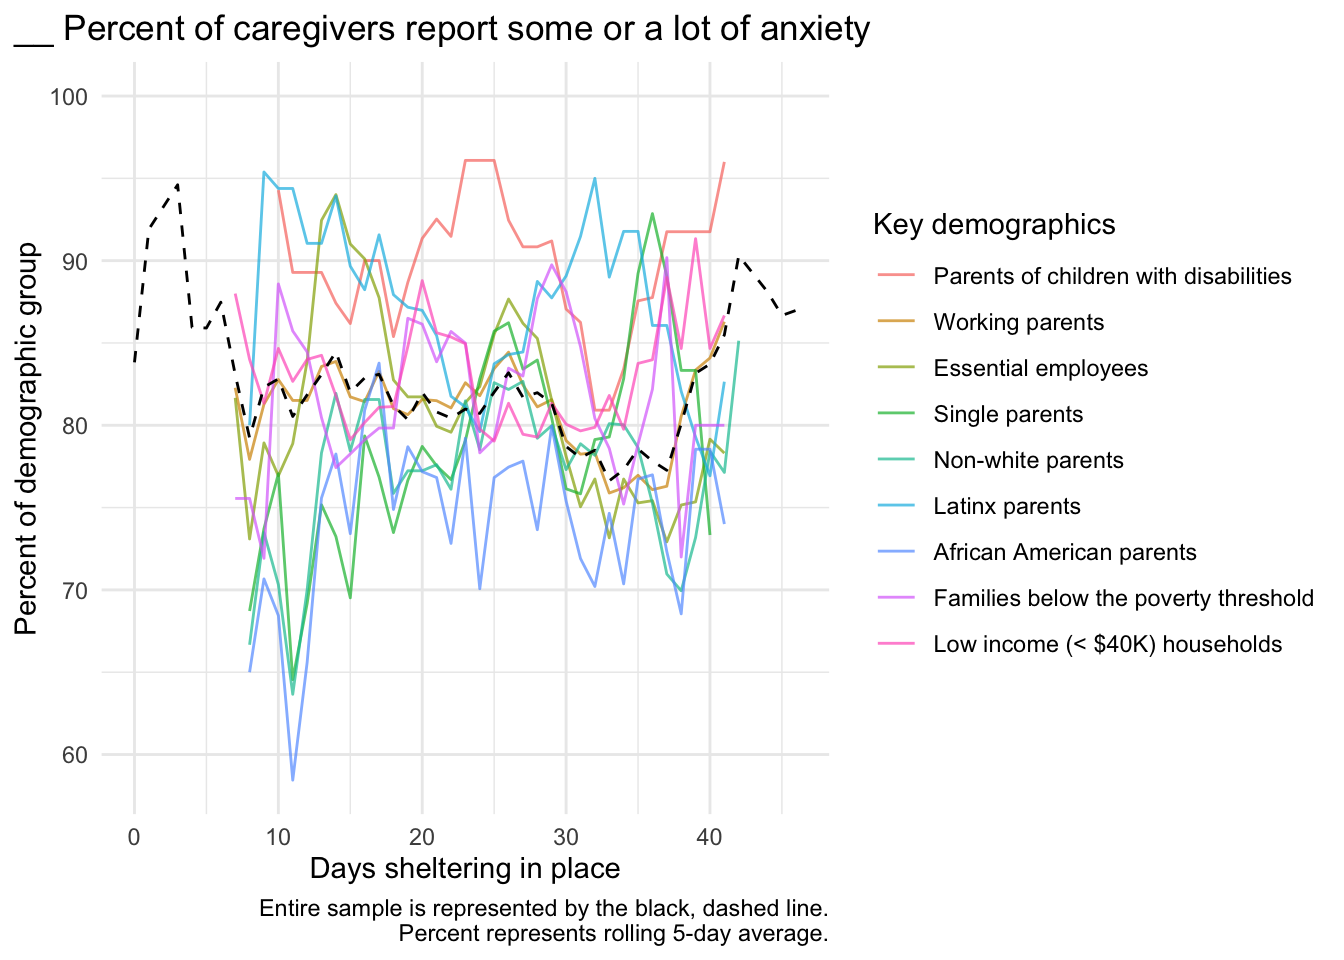 __ Percent of caregivers report some or a lot of anxiety
100
90
80
70
60
Percent of demographic group
0 10 20 30 40
Days sheltering in place
Entire sample is represented by the black, dashed line.
Percent represents rolling 5-day average.
Key demographics
Parents of children with disabilities
Working parents
Essential employees
Single parents
Non-white parents
Latinx parents
African American parents
Families below the poverty threshold
Low income (< $40K) households